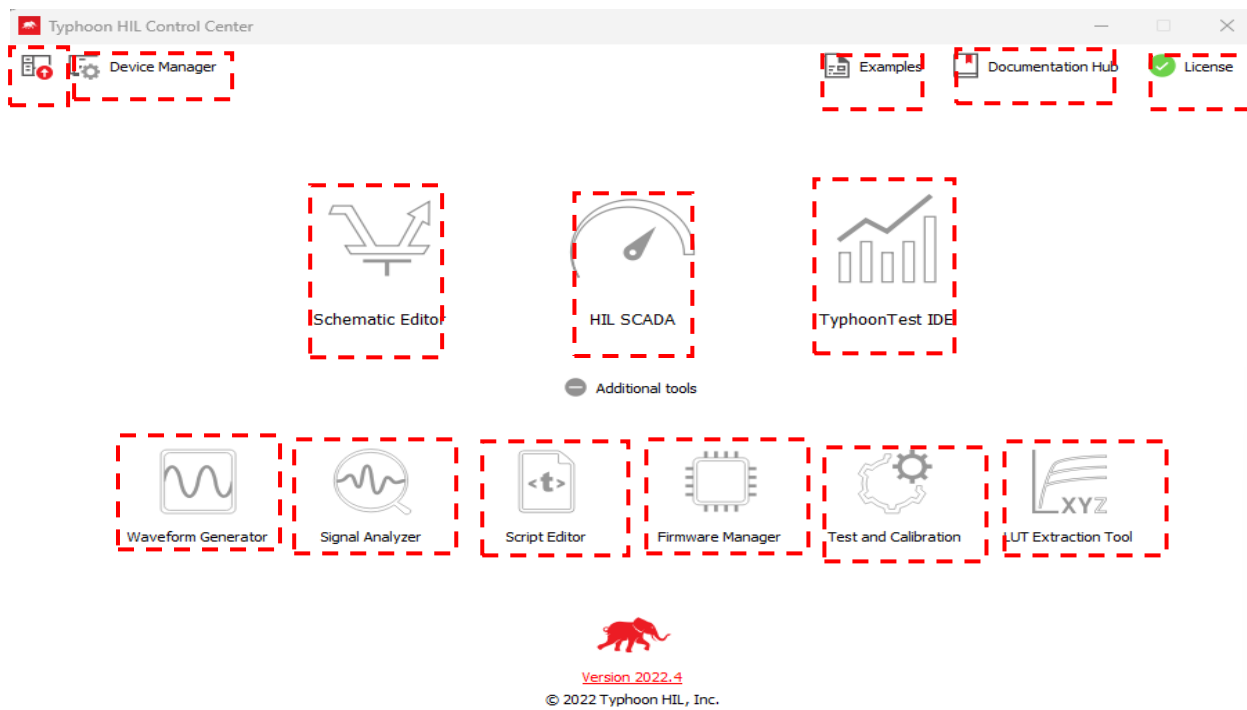 Typhoon HIL Control Center
Device Manager
Examples
Documentation Hub
License
Schematic Editor
HIL SCADA
TyphoonTest IDE
Additional tools
<t>
XYZ
Waveform Generator
Signal Analyzer
Script Editor
Firmware Manager
Test and Calibration
LUT Extraction Tool
Version 2022.4
© 2022 Typhoon HIL, Inc.